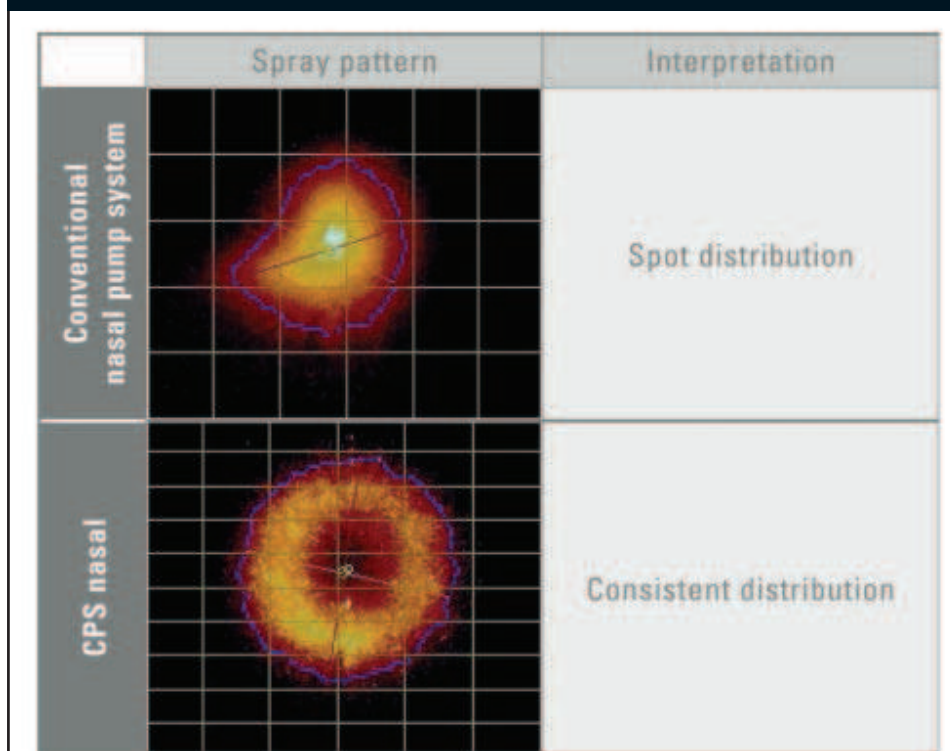 Spray pattern
Interpretation
Conventional
nasal pump system
Spot distribution
CPS nasal
Consistent distribution